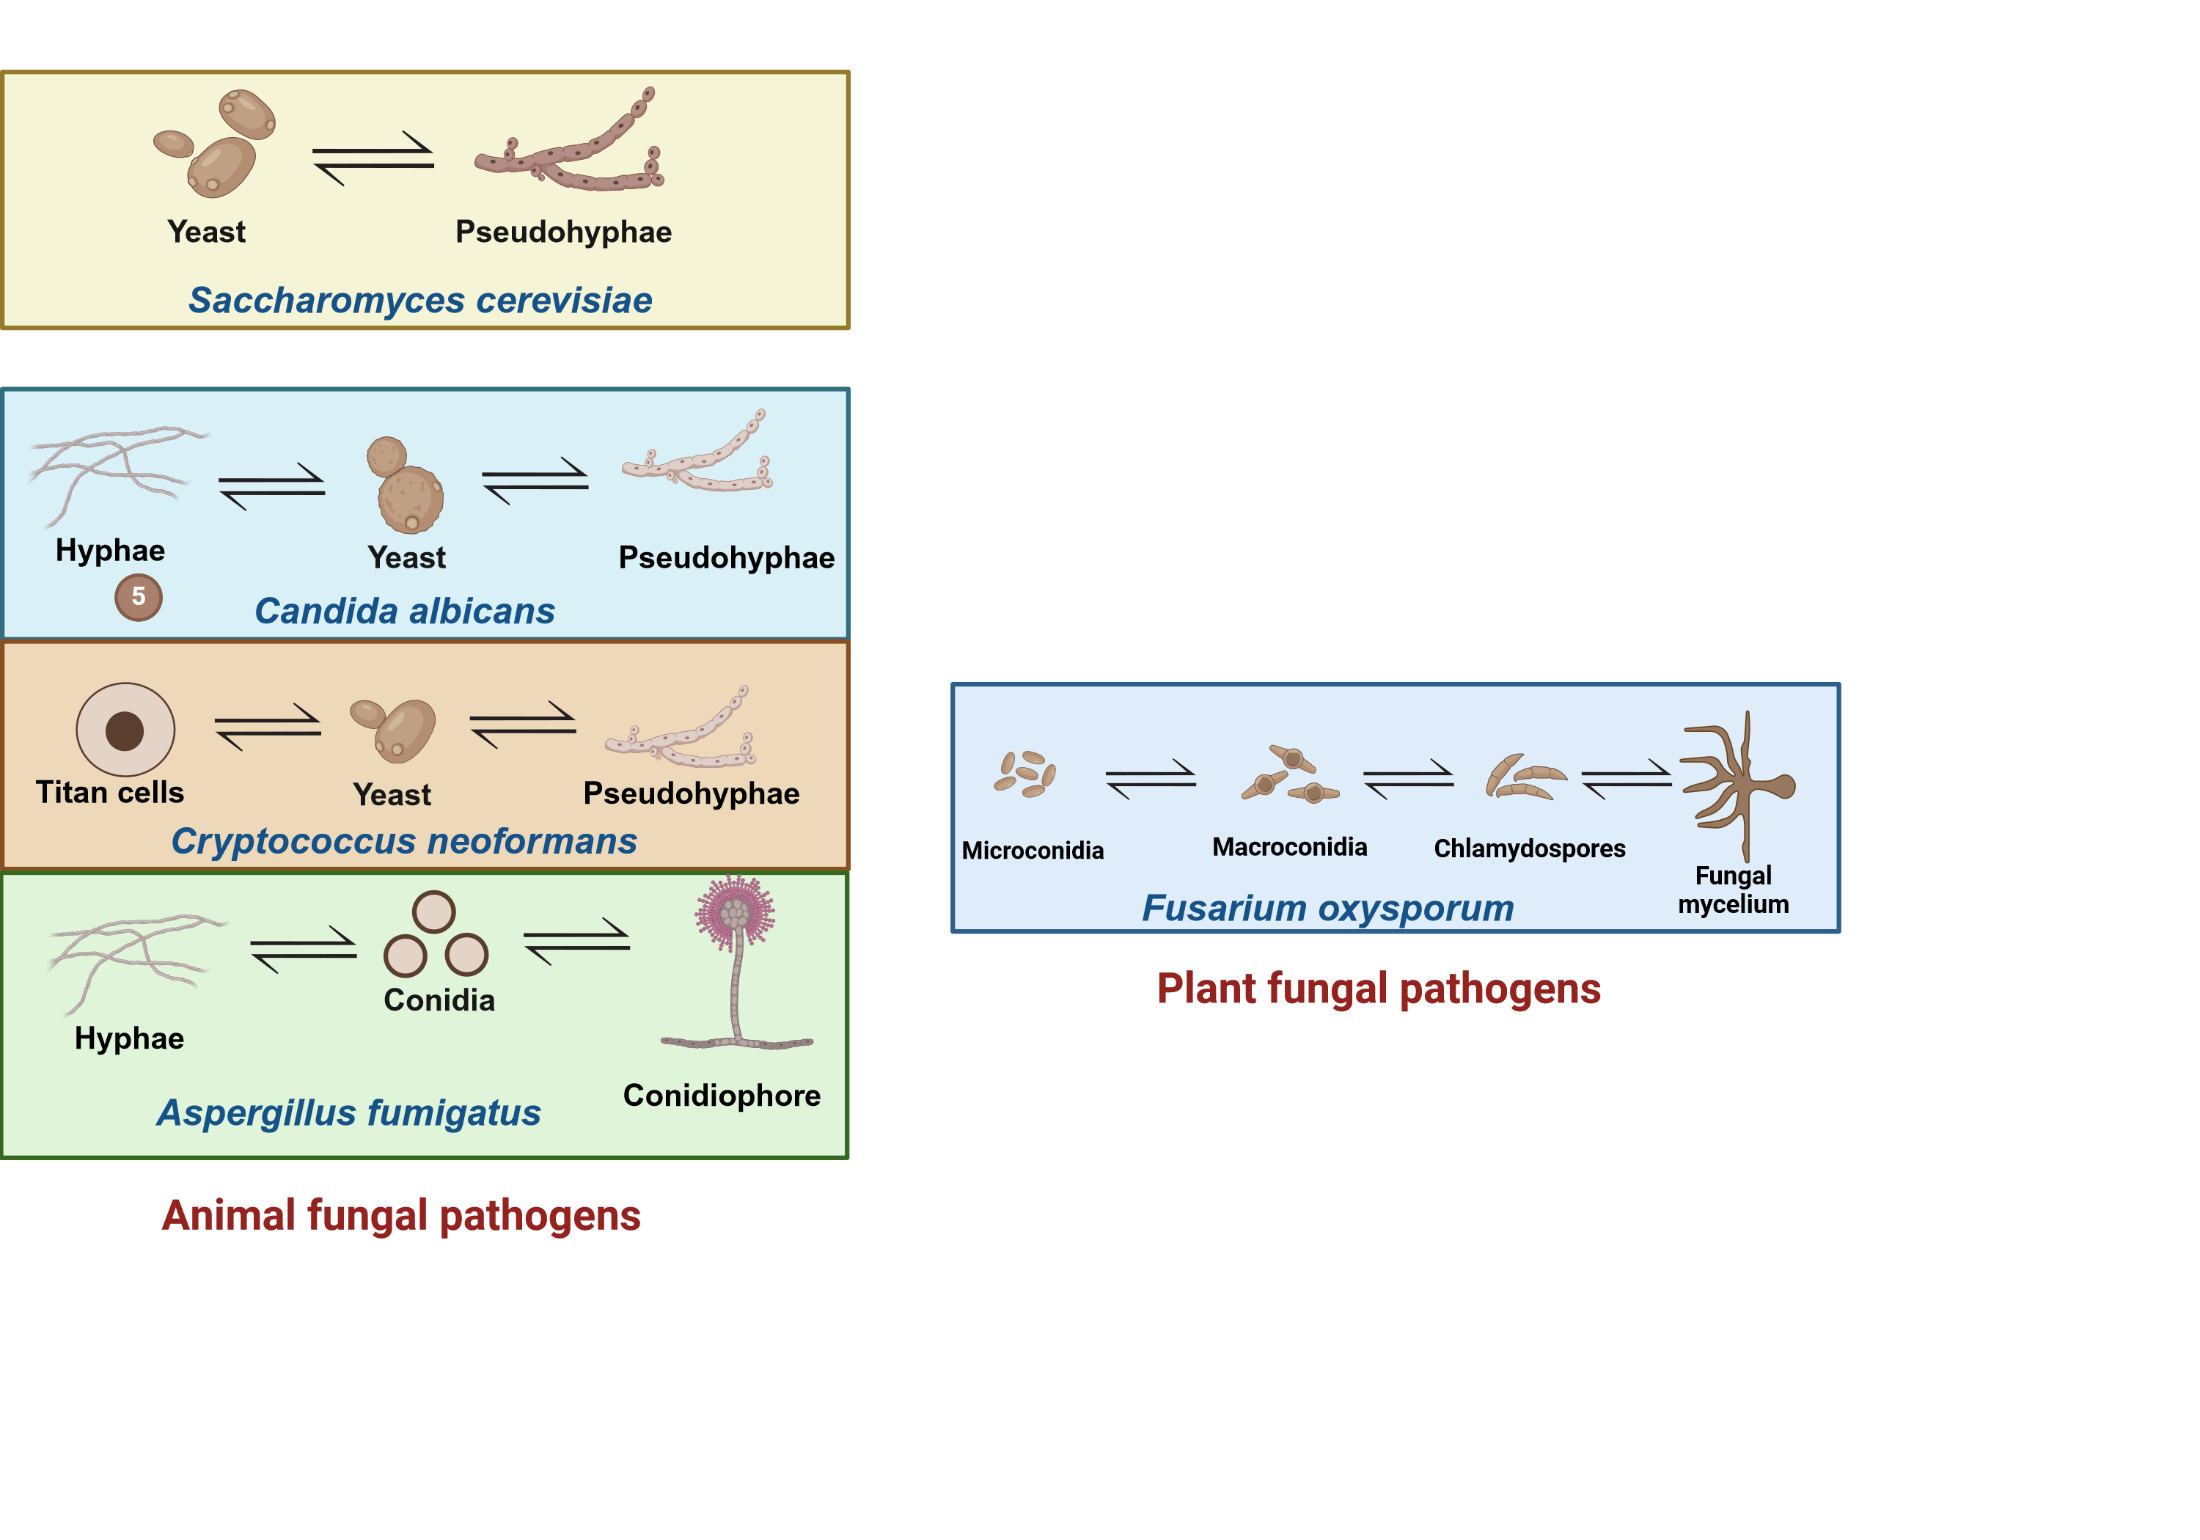 Yeast
Pseudohyphae
Saccharomyces cerevisiae
Hyphae
Yeast
Pseudohyphae
5
Candida albicans
Titan cells
Yeast
Pseudohyphae
Cryptococcus neoformans
Hyphae
Conidia
Conidiophore
Aspergillus fumigatus
Animal fungal pathogens
Microconidia
Macroconidia
Chlamydospores
Fungal
mycelium
Fusarium oxysporum
Plant fungal pathogens